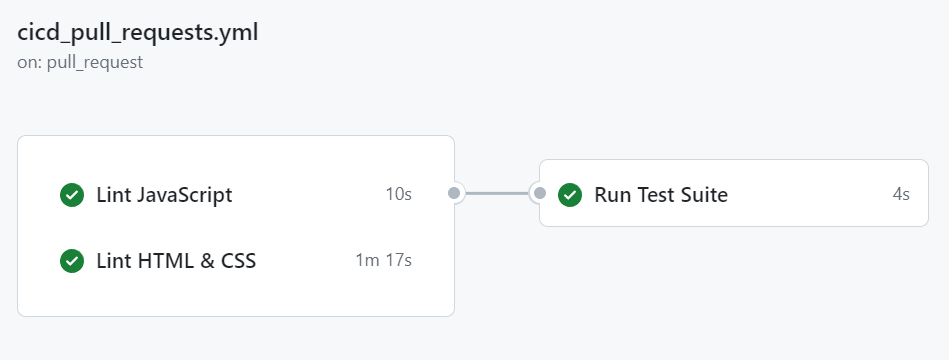 cicd_pull_requests.yml
on: pull_request
Lint JavaScript 10s
Lint HTML & CSS 1m 17s
Run Test Suite 4s